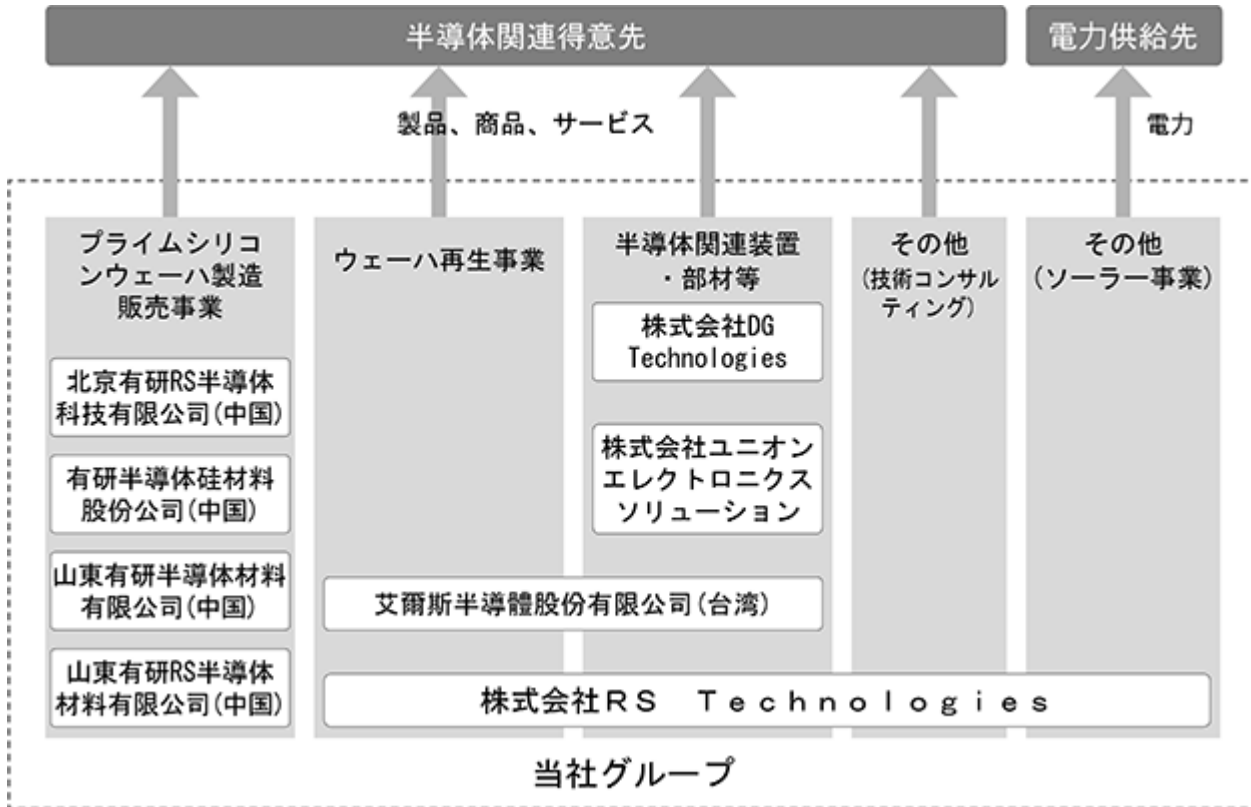 半導体関連得意先
電力供給先
製品、商品、サービス
電力
プライムシリコ
ンウェーハ製造
販売事業
ウェーハ再生事業
半導体関連装置
・部材等
その他
(技術コンサル
ティング)
その他
(ソーラー事業)
株式会社DG
Technologies
北京有研RS半導体
科技有限公司(中国)
株式会社ユニオン
エレクトロニクス
ソリューション
有研半導体硅材料
股份公司(中国)
山東有研半導体材料
有限公司(中国)
艾爾斯半導體股份有限公司(台湾)
山東有研RS半導体
材料有限公司(中国)
株式会社RS Technologies
当社グループ